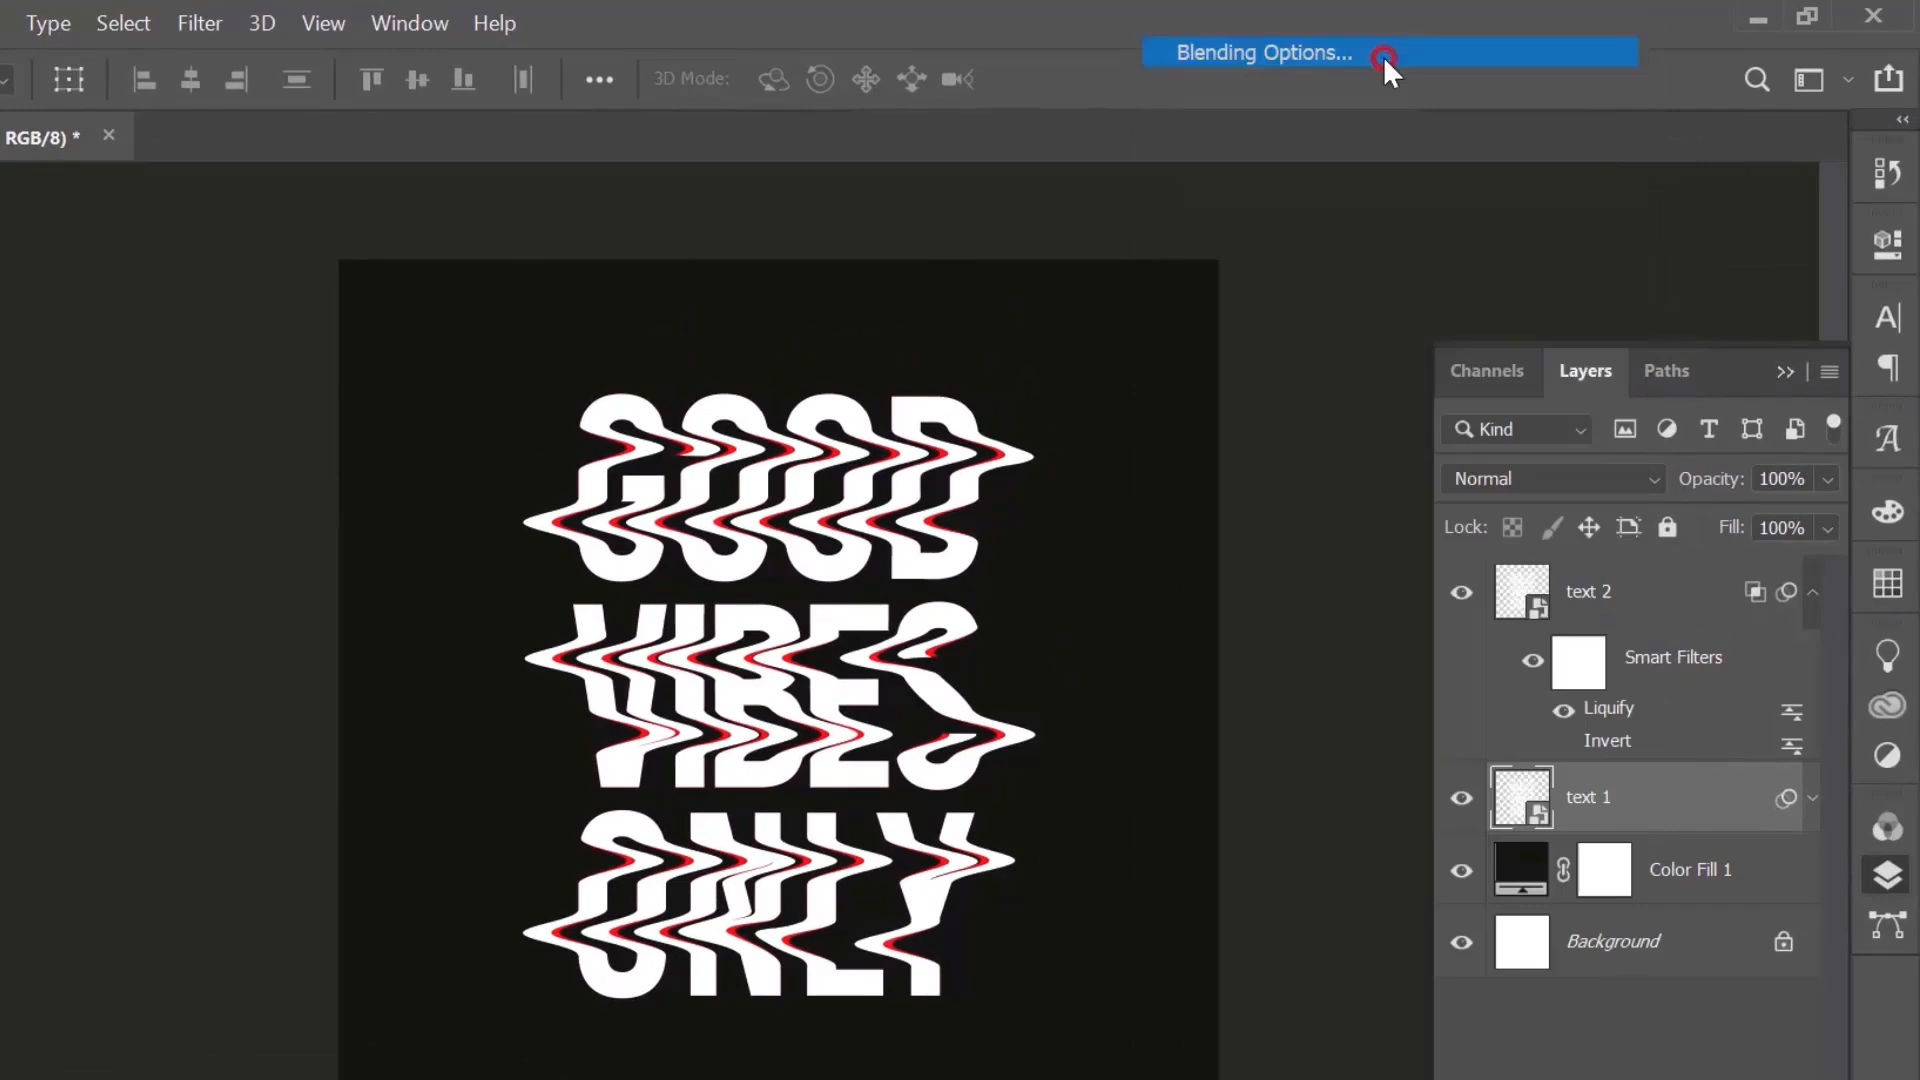 Type Select Filter 3D View Window Help
Blending Options...
3D Mode:
RGB/8) *
GOOD
VIBES
ONLY
Channels Layers Paths
Kind
Normal Opacity: 100%
Lock: Fill: 100%
text 2
Smart Filters
Liquify
Invert
text 1
Color Fill 1
Background